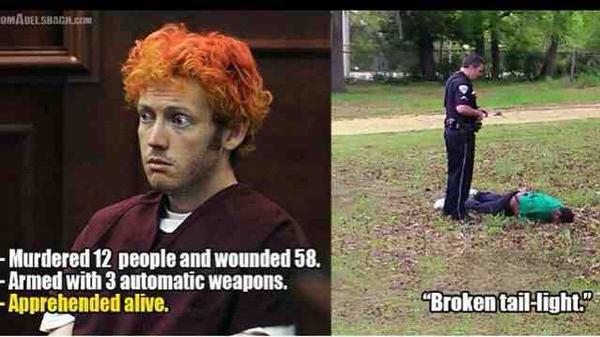 OMADELSBACH.COM
- Murdered 12 people and wounded 58.
- Armed with 3 automatic weapons.
- Apprehended alive.
"Broken tail-light."